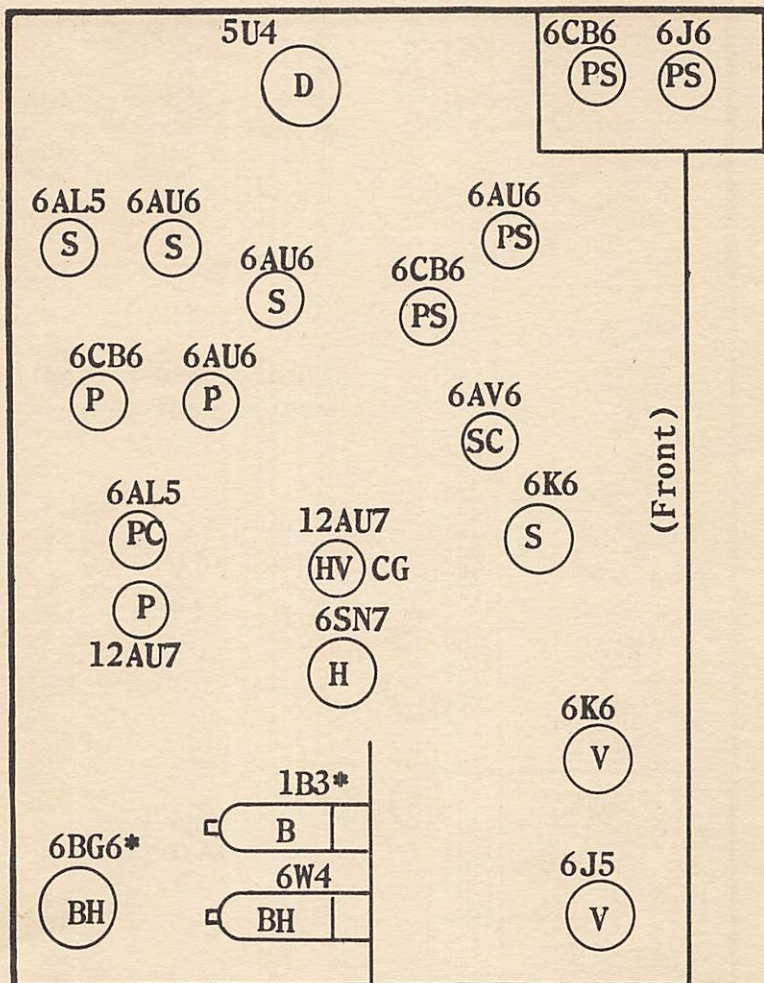 5U4
D
6CB6 6J6
PS PS
6AL5 6AU6
S S
6AU6
PS
6AU6
S
6CB6
PS
6CB6 6AU6
P P
6AV6
SC
(Front)
6AL5
PC
6K6
S
12AU7
HV CG
P
12AU7
6SN7
H
6K6
V
1B3*
B
6BG6*
BH
6W4
BH
6J5
V